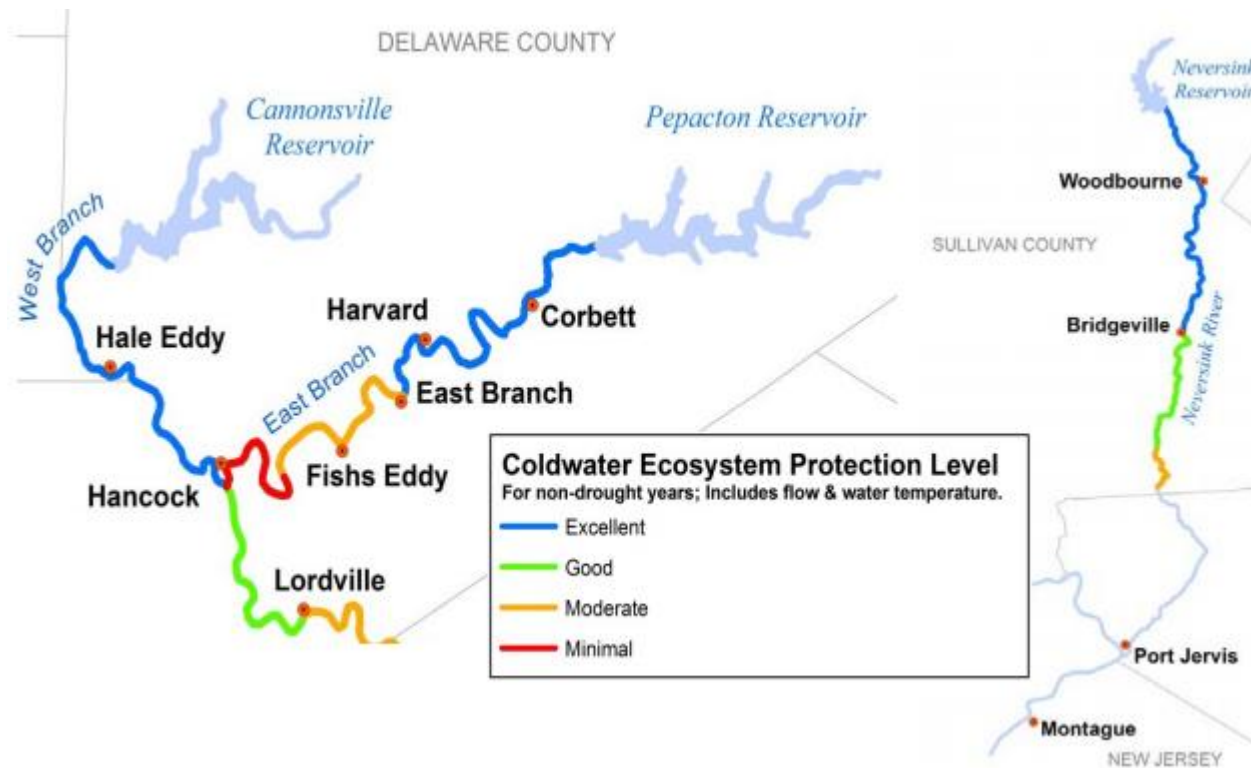 DELAWARE COUNTY
Cannonsville
Reservoir
Pepacton Reservoir
Neversink
Reservoir
West Branch
Woodbourne
SULLIVAN COUNTY
Hale Eddy
Harvard
Corbett
Bridgeville
East Branch
East Branch
Neversink River
Hancock
Fishs Eddy
Lordville
Coldwater Ecosystem Protection Level
For non-drought years; Includes flow & water temperature.
Excellent
Good
Moderate
Minimal
Port Jervis
Montague
NEW JERSEY